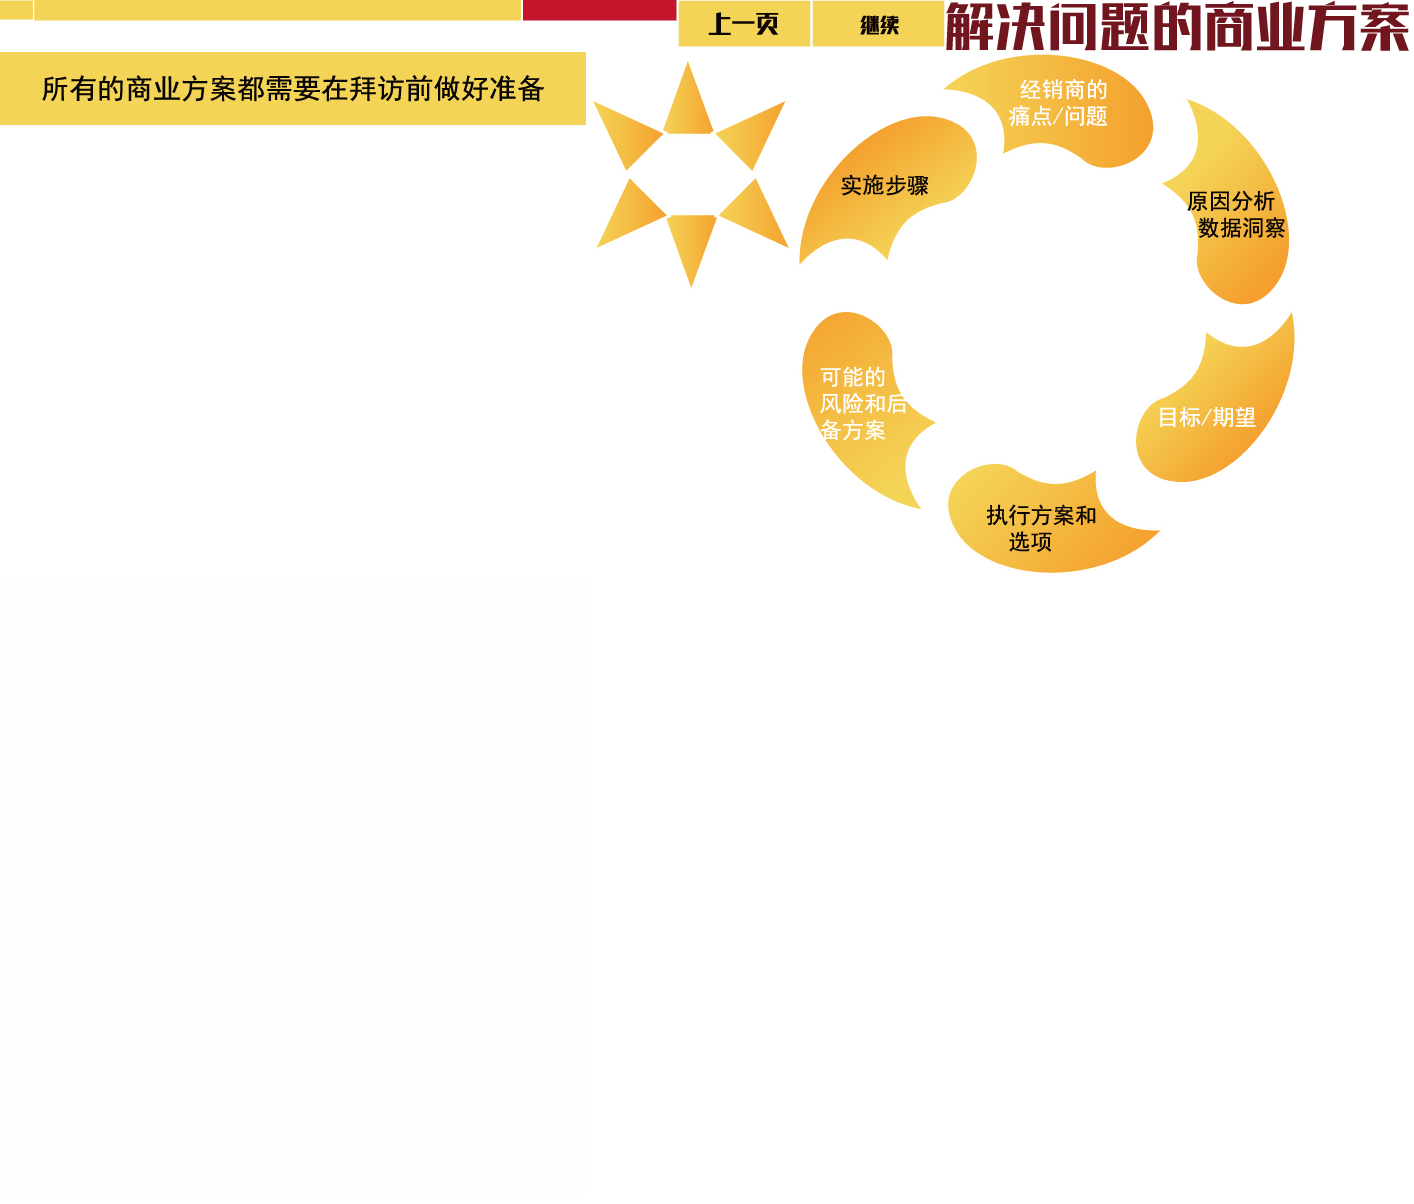 上一页
继续
解决问题的商业方案
所有的商业方案都需要在拜访前做好准备
经销商的
痛点/问题
原因分析
数据洞察
目标/期望
执行方案和
选项
可能的
风险和后
备方案
实施步骤